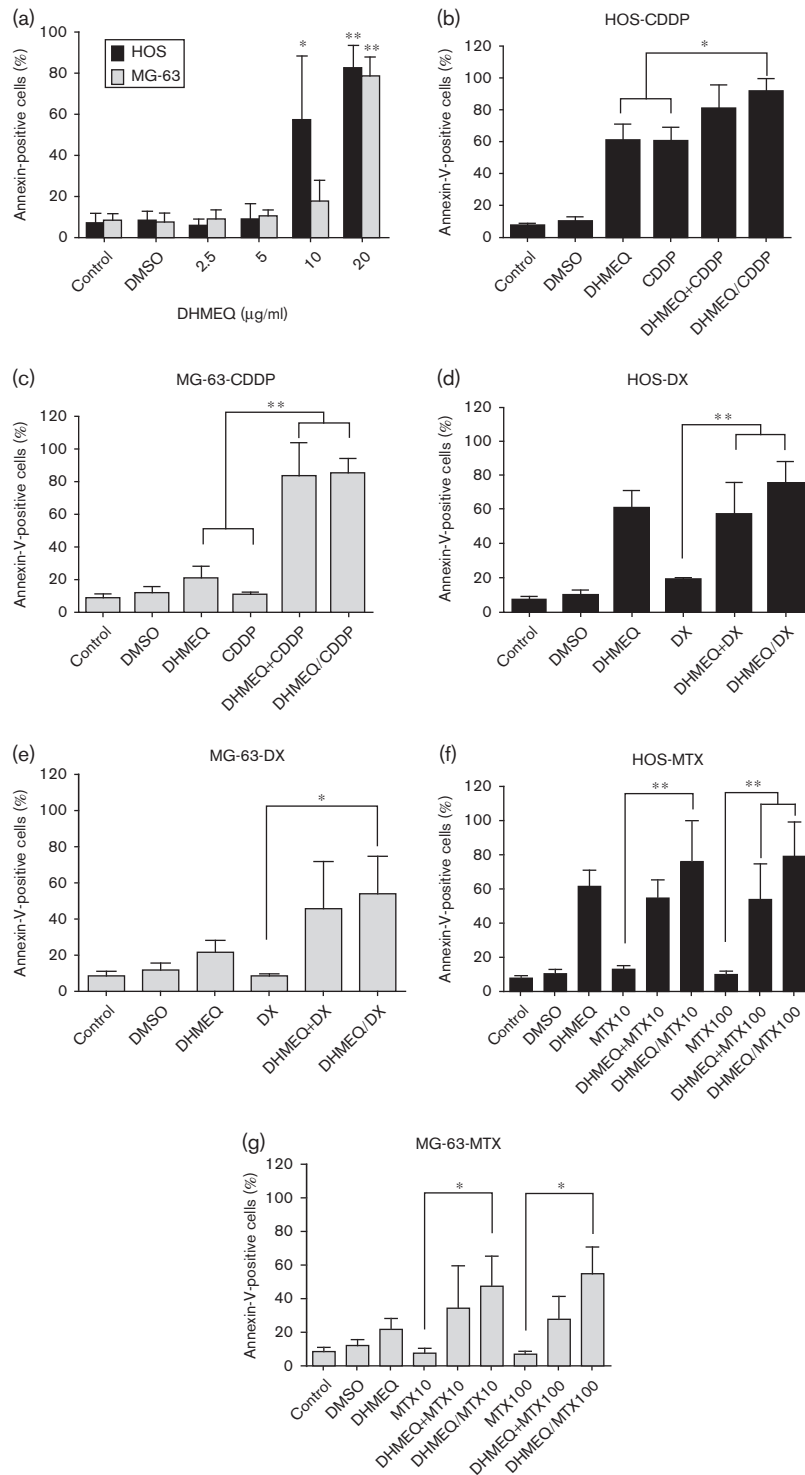 (a)
HOS
MG-63
*
**
**
Annexin-positive cells (%)
100
80
60
40
20
0
Control
DMSO
2.5
5
10
20
DHMEQ (μg/ml)
(b)
HOS-CDDP
*
Annexin-V-positive cells (%)
120
100
80
60
40
20
0
Control
DMSO
DHMEQ
CDDP
DHMEQ+CDDP
DHMEQ/CDDP
(c)
MG-63-CDDP
**
Annexin-V-positive cells (%)
120
100
80
60
40
20
0
Control
DMSO
DHMEQ
CDDP
DHMEQ+CDDP
DHMEQ/CDDP
(d)
HOS-DX
**
Annexin-V-positive cells (%)
120
100
80
60
40
20
0
Control
DMSO
DHMEQ
DX
DHMEQ+DX
DHMEQ/DX
(e)
MG-63-DX
*
Annexin-V-positive cells (%)
120
100
80
60
40
20
0
Control
DMSO
DHMEQ
DX
DHMEQ+DX
DHMEQ/DX
(f)
HOS-MTX
**
**
Annexin-V-positive cells (%)
120
100
80
60
40
20
0
Control
DMSO
DHMEQ
MTX10
DHMEQ+MTX10
DHMEQ/MTX10
MTX100
DHMEQ+MTX100
DHMEQ/MTX100
(g)
MG-63-MTX
*
*
Annexin-V-positive cells (%)
120
100
80
60
40
20
0
Control
DMSO
DHMEQ
MTX10
DHMEQ+MTX10
DHMEQ/MTX10
MTX100
DHMEQ+MTX100
DHMEQ/MTX100